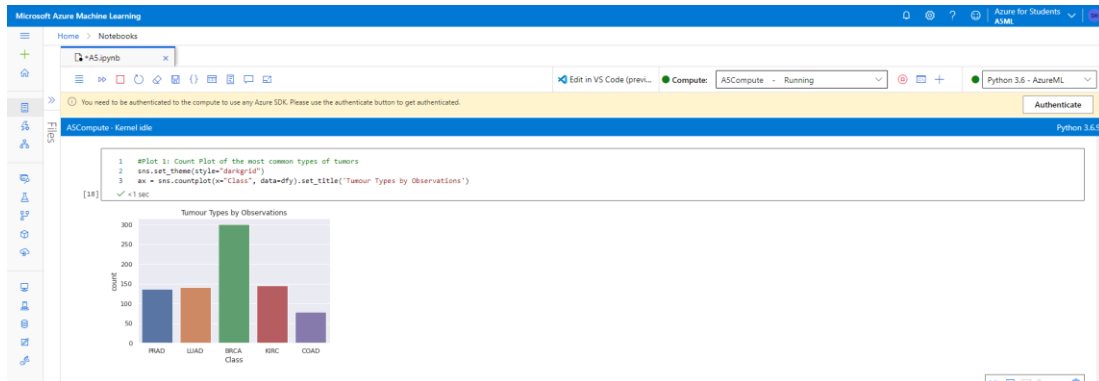 Microsoft Azure Machine Learning
Azure for Students
ASML
Home > Notebooks
*A5.ipynb
Edit in VS Code (previ... Compute: A5Compute - Running Python 3.6 - AzureML
You need to be authenticated to the compute to use any Azure SDK. Please use the authenticate button to get authenticated.
Authenticate
Files
A5Compute · Kernel idle
Python 3.6.9
1 #Plot 1: Count Plot of the most common types of tumors
2 sns.set_theme(style="darkgrid")
3 ax = sns.countplot(x="Class", data=dfy).set_title('Tumour Types by Observations')
[18] <1 sec
Tumour Types by Observations
300
250
200
150
100
50
0
count
PRAD LUAD BRCA KIRC COAD
Class